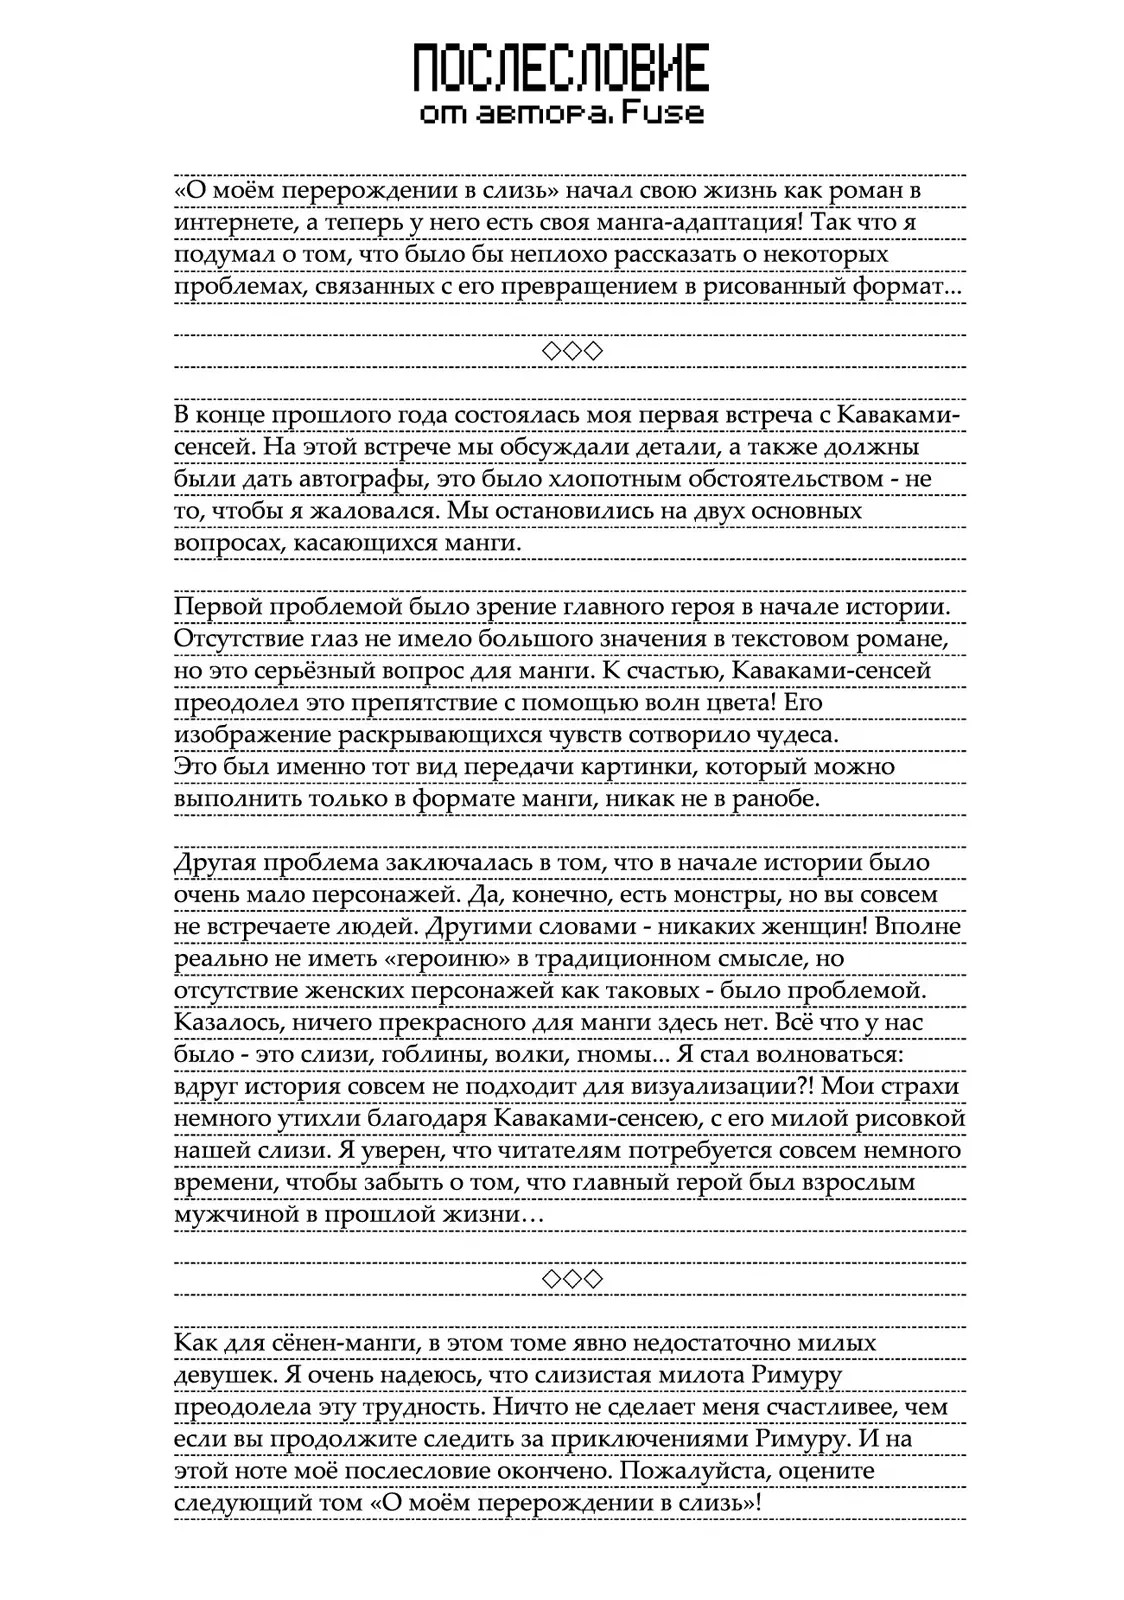 ПОСЛЕСЛОВИЕ
от автора. Fuse
«О моём перерождении в слизь» начал свою жизнь как роман в
интернете, а теперь у него есть своя манга-адаптация! Так что я
подумал о том, что было бы неплохо рассказать о некоторых
проблемах, связанных с его превращением в рисованный формат...
◇◇◇
В конце прошлого года состоялась моя первая встреча с Каваками-
сенсей. На этой встрече мы обсуждали детали, а также должны
были дать автографы, это было хлопотным обстоятельством - не
то, чтобы я жаловался. Мы остановились на двух основных
вопросах, касающихся манги.
Первой проблемой было зрение главного героя в начале истории.
Отсутствие глаз не имело большого значения в текстовом романе,
но это серьёзный вопрос для манги. К счастью, Каваками-сенсей
преодолел это препятствие с помощью волн цвета! Его
изображение раскрывающихся чувств сотворило чудеса.
Это был именно тот вид передачи картинки, который можно
выполнить только в формате манги, никак не в ранобе.
Другая проблема заключалась в том, что в начале истории было
очень мало персонажей. Да, конечно, есть монстры, но вы совсем
не встречаете людей. Другими словами - никаких женщин! Вполне
реально не иметь «героиню» в традиционном смысле, но
отсутствие женских персонажей как таковых - было проблемой.
Казалось, ничего прекрасного для манги здесь нет. Всё что у нас
было - это слизи, гоблины, волки, гномы... Я стал волноваться:
вдруг история совсем не подходит для визуализации?! Мои страхи
немного утихли благодаря Каваками-сенсею, с его милой рисовкой
нашей слизи. Я уверен, что читателям потребуется совсем немного
времени, чтобы забыть о том, что главный герой был взрослым
мужчиной в прошлой жизни…
◇◇◇
Как для сёнен-манги, в этом томе явно недостаточно милых
девушек. Я очень надеюсь, что слизистая милота Римуру
преодолела эту трудность. Ничто не сделает меня счастливее, чем
если вы продолжите следить за приключениями Римуру. И на
этой ноте моё послесловие окончено. Пожалуйста, оцените
следующий том «О моём перерождении в слизь»!